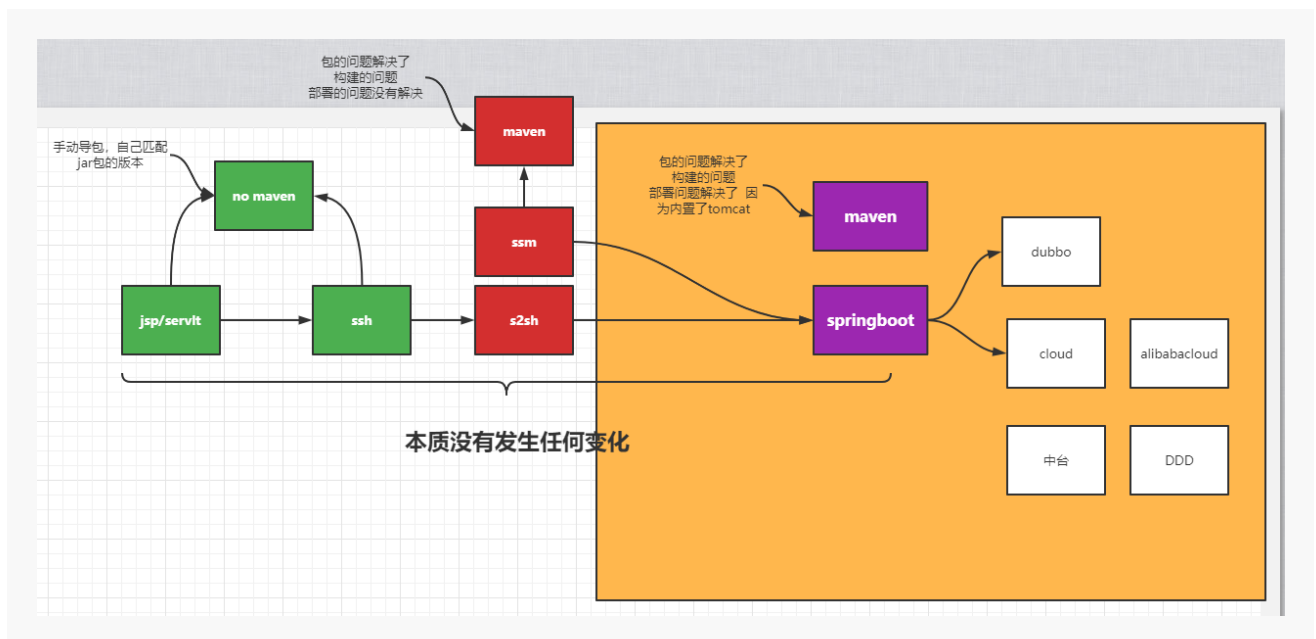 包的问题解决了
构建的问题
部署的问题没有解决
maven
手动导包，自己匹配
jar包的版本
no maven
包的问题解决了
构建的问题
部署问题解决了 因
为内置了tomcat
maven
ssm
dubbo
jsp/servlt
ssh
s2sh
springboot
cloud
alibabacloud
本质没有发生任何变化
中台
DDD